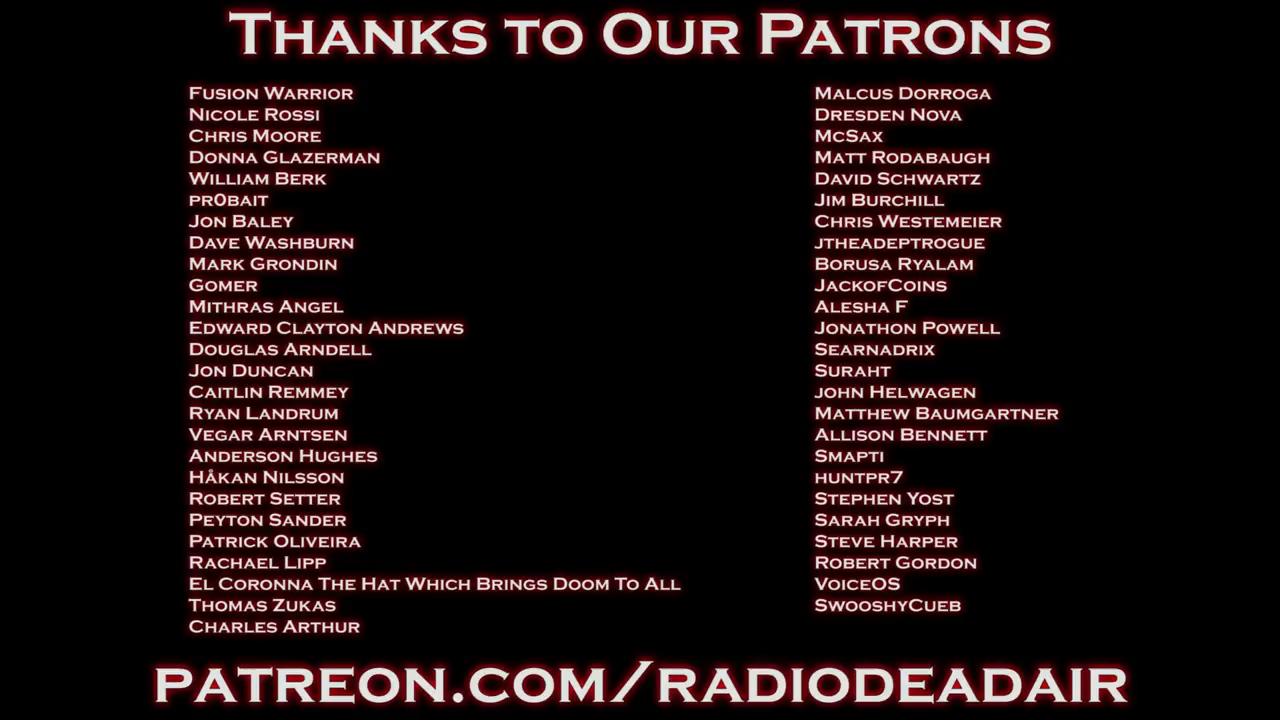 Thanks to Our Patrons
Fusion Warrior
Nicole Rossi
Chris Moore
Donna Glazerman
William Berk
pr0bait
Jon Baley
Dave Washburn
Mark Grondin
Gomer
Mithras Angel
Edward Clayton Andrews
Douglas Arndell
Jon Duncan
Caitlin Remmey
Ryan Landrum
Vegar Arntsen
Anderson Hughes
Håkan Nilsson
Robert Setter
Peyton Sander
Patrick Oliveira
Rachael Lipp
El Coronna The Hat Which Brings Doom To All
Thomas Zukas
Charles Arthur
Malcus Dorroga
Dresden Nova
McSax
Matt Rodabaugh
David Schwartz
Jim Burchill
Chris Westemeier
jtheadeptrogue
Borusa Ryalam
JackofCoins
Alesha F
Jonathon Powell
Searnadrix
Suraht
john Helwagen
Matthew Baumgartner
Allison Bennett
Smapti
huntpr7
Stephen Yost
Sarah Gryph
Steve Harper
Robert Gordon
VoiceOS
SwooshyCueb
patreon.com/radiodeadair